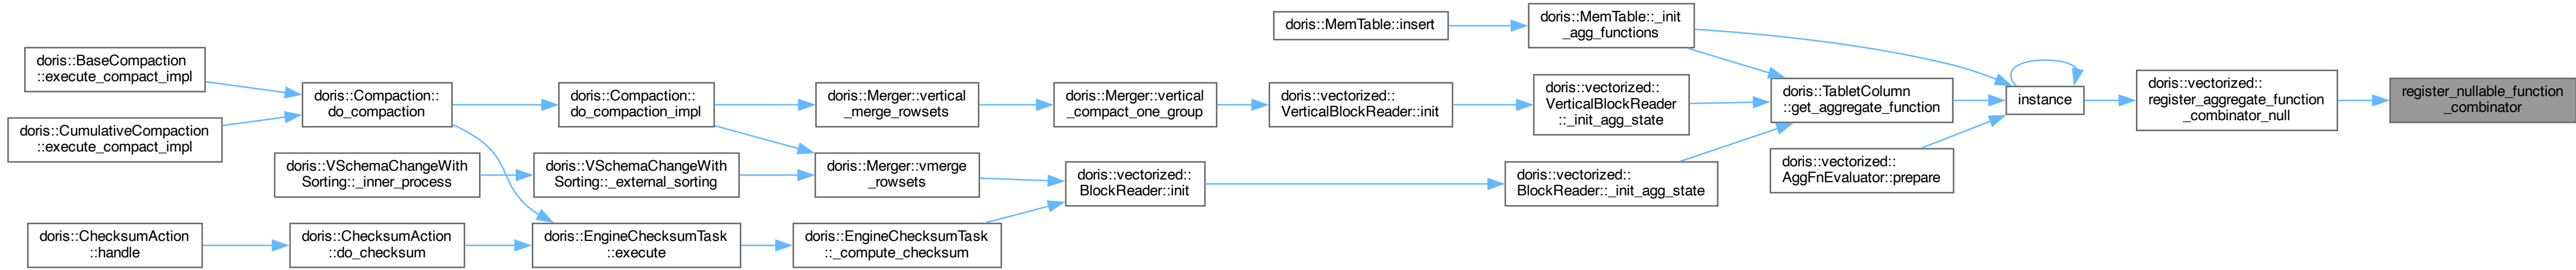 doris::BaseCompaction
::execute_compact_impl
doris::CumulativeCompaction
::execute_compact_impl
doris::Compaction::
do_compaction
doris::VSchemaChangeWith
Sorting::_inner_process
doris::ChecksumAction
::handle
doris::ChecksumAction
::do_checksum
doris::Compaction::
do_compaction_impl
doris::VSchemaChangeWith
Sorting::_external_sorting
doris::EngineChecksumTask
::execute
doris::Merger::vertical
_merge_rowsets
doris::Merger::vmerge
_rowsets
doris::EngineChecksumTask
::_compute_checksum
doris::Merger::vertical
_compact_one_group
doris::vectorized::
BlockReader::init
doris::MemTable::insert
doris::vectorized::
VerticalBlockReader::init
doris::MemTable::_init
_agg_functions
doris::vectorized::
VerticalBlockReader
::_init_agg_state
doris::vectorized::
BlockReader::_init_agg_state
doris::TabletColumn
::get_aggregate_function
doris::vectorized::
AggFnEvaluator::prepare
instance
doris::vectorized::
register_aggregate_function
_combinator_null
register_nullable_function
_combinator